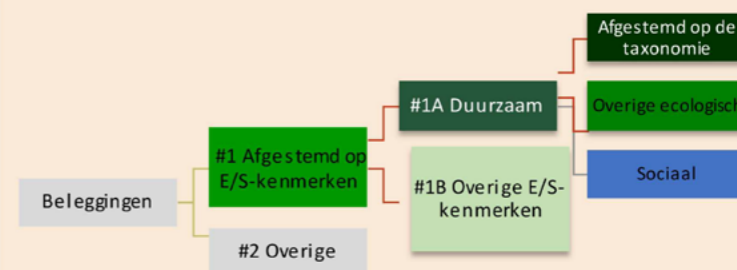 Afgestemd op de
taxonomie
#1A Duurzaam
Overige ecologisch
#1 Afgestemd op
E/S-kenmerken
#1B Overige E/S-
kenmerken
Sociaal
Beleggingen
#2 Overige